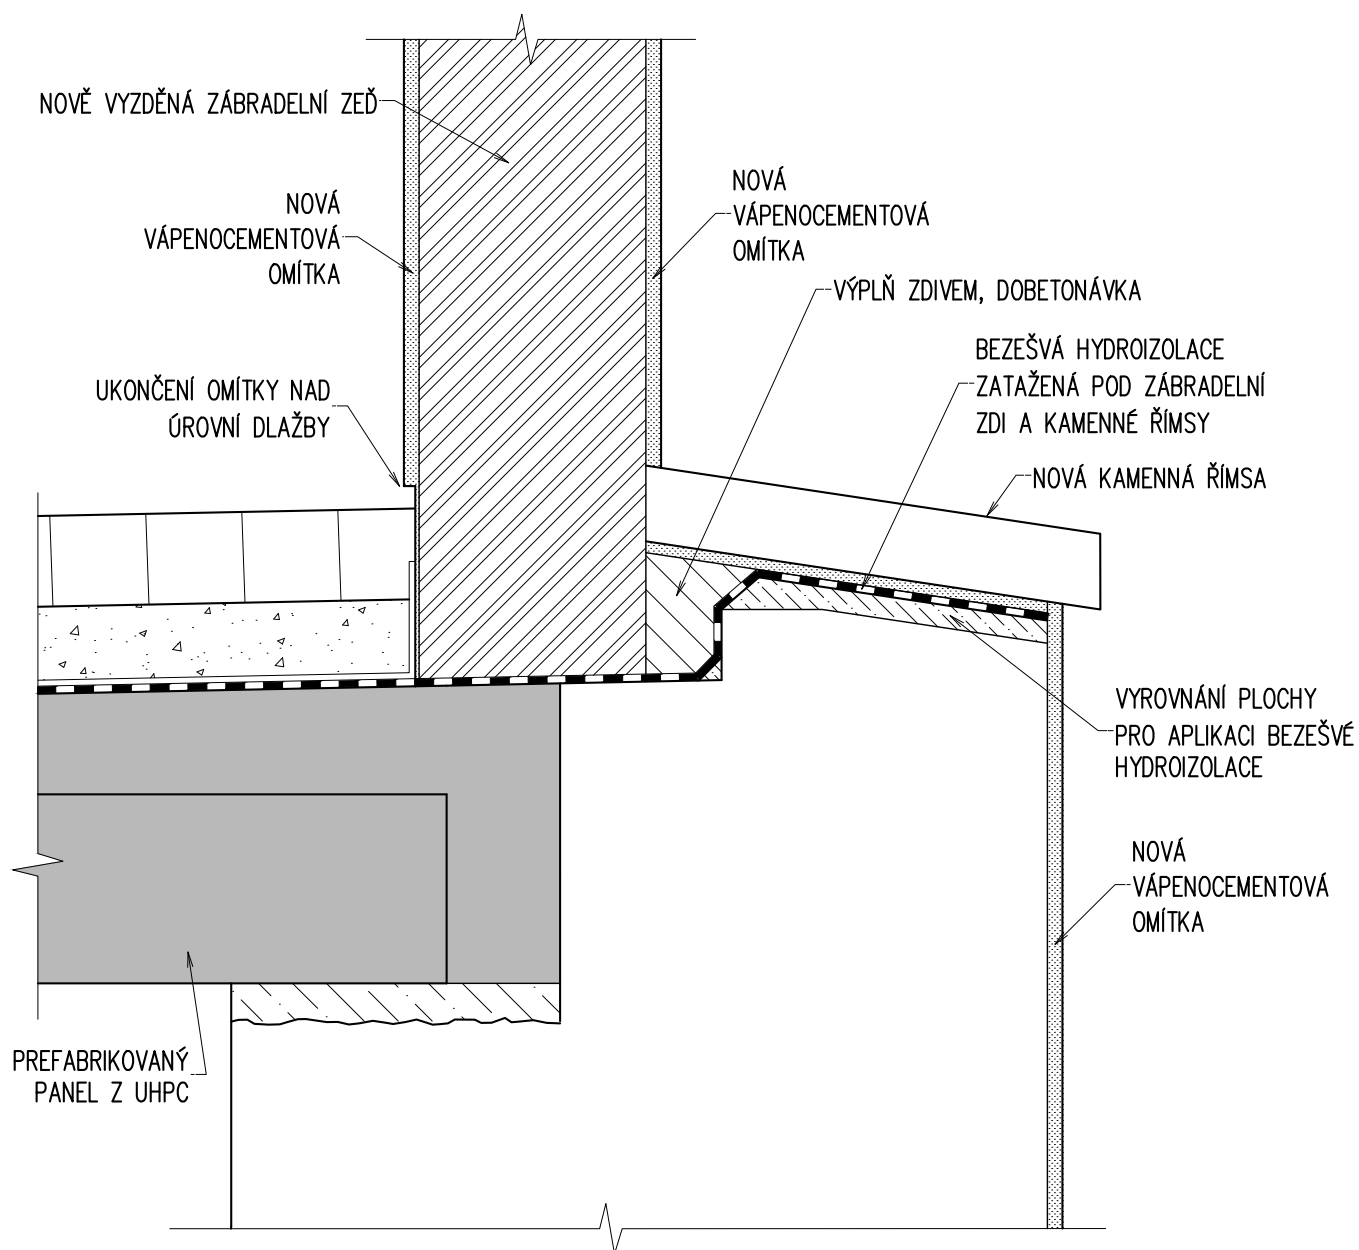 NOVĚ VYZDĚNÁ ZÁBRADELNÍ ZEĎ
NOVÁ
VÁPENOCEMENTOVÁ
OMÍTKA
NOVÁ
VÁPENOCEMENTOVÁ
OMÍTKA
VÝPLŇ ZDIVEM, DOBETONÁVKA
BEZEŠVÁ HYDROIZOLACE
ZATAŽENÁ POD ZÁBRADELNÍ
ZDI A KAMENNÉ ŘÍMSY
UKONČENÍ OMÍTKY NAD
ÚROVNÍ DLAŽBY
NOVÁ KAMENNÁ ŘÍMSA
VYROVNÁNÍ PLOCHY
PRO APLIKACI BEZEŠVÉ
HYDROIZOLACE
NOVÁ
VÁPENOCEMENTOVÁ
OMÍTKA
PREFABRIKOVANÝ
PANEL Z UHPC